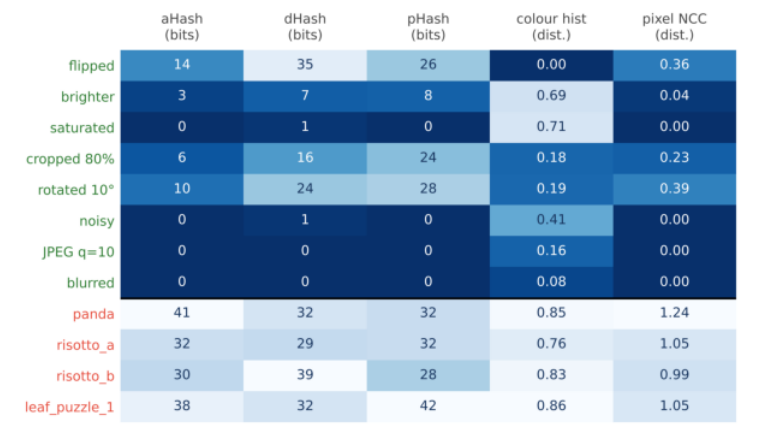 aHash dHash pHash colour hist pixel NCC
(bits) (bits) (bits) (dist.) (dist.)
flipped 14 35 26 0.00 0.36
brighter 3 7 8 0.69 0.04
saturated 0 1 0 0.71 0.00
cropped 80% 6 16 24 0.18 0.23
rotated 10° 10 24 28 0.19 0.39
noisy 0 1 0 0.41 0.00
JPEG q=10 0 0 0 0.16 0.00
blurred 0 0 0 0.08 0.00
panda 41 32 32 0.85 1.24
risotto_a 32 29 32 0.76 1.05
risotto_b 30 39 28 0.83 0.99
leaf_puzzle_1 38 32 42 0.86 1.05